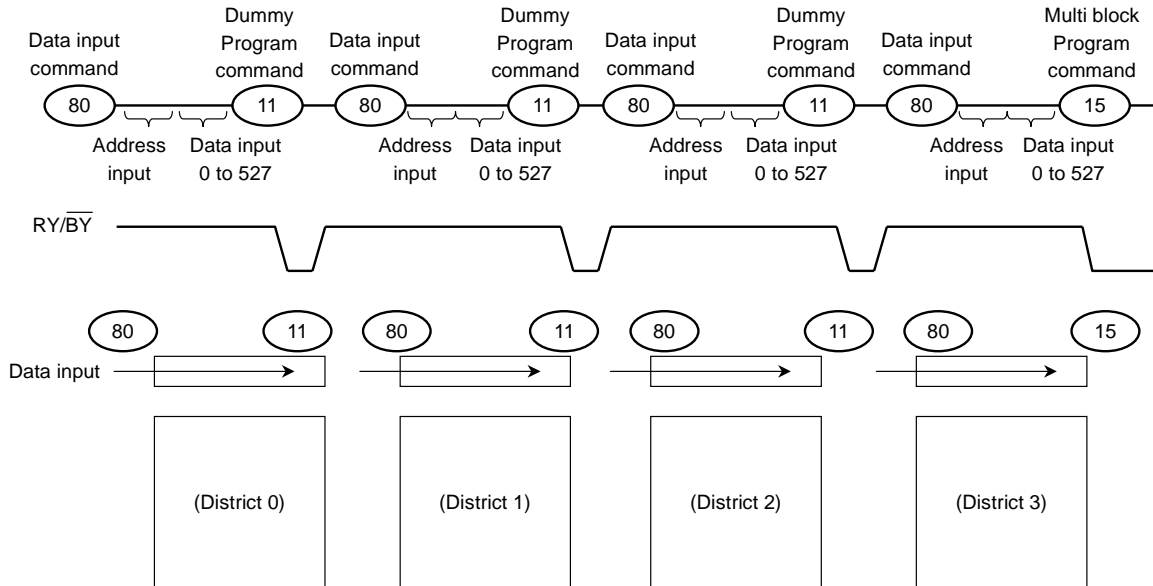 Data input
command
Dummy
Program
command
Data input
command
Dummy
Program
command
Data input
command
Dummy
Program
command
Data input
command
Multi block
Program
command
80
11
80
11
80
11
80
15
Address
input
Data input
0 to 527
Address
input
Data input
0 to 527
Address
input
Data input
0 to 527
Address
input
Data input
0 to 527
RY/B̅Y̅
80
11
80
11
80
11
80
15
Data input
(District 0)
(District 1)
(District 2)
(District 3)